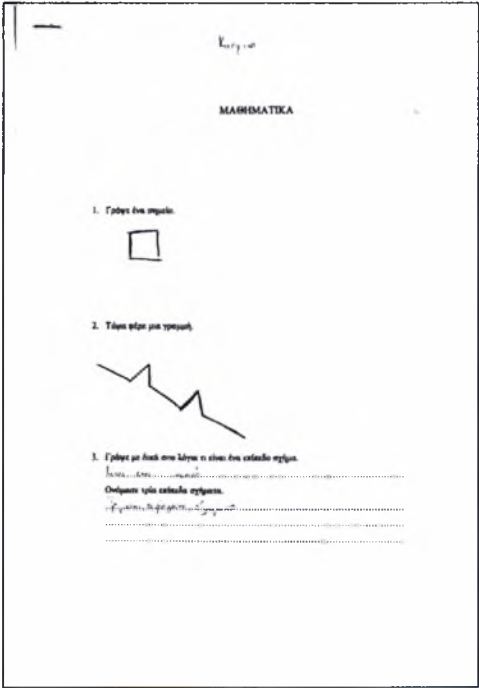 ΜΑΘΗΜΑΤΙΚΑ
1. Γράψε ένα σημείο.
2. Τώρα φέρε μια γραμμή.
3. Γράψε με δικά σου λόγια τι είναι ένα επίπεδο σχήμα.
Ονόμασε τρία επίπεδα σχήματα.